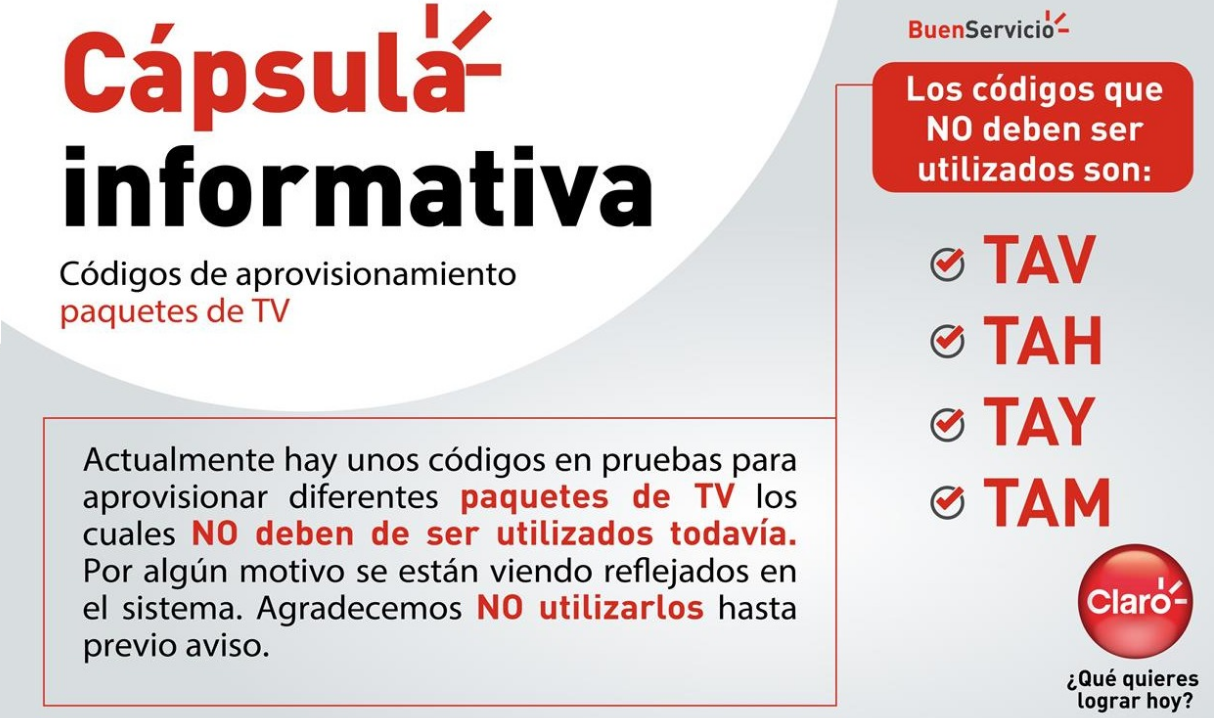 Cápsula
informativa
Códigos de aprovisionamiento
paquetes de TV
Actualmente hay unos códigos en pruebas para
aprovisionar diferentes paquetes de TV los
cuales NO deben de ser utilizados todavía.
Por algún motivo se están viendo reflejados en
el sistema. Agradecemos NO utilizarlos hasta
previo aviso.
BuenServicio
Los códigos que
NO deben ser
utilizados son:
TAV
TAH
TAY
TAM
Claro
¿Qué quieres
lograr hoy?